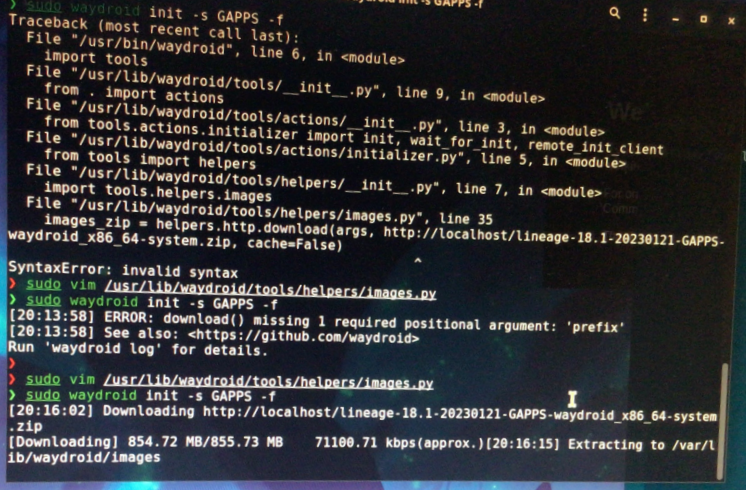 ❯ sudo waydroid init -s GAPPS -f
Traceback (most recent call last):
File "/usr/bin/waydroid", line 6, in <module>
import tools
File "/usr/lib/waydroid/tools/__init__.py", line 9, in <module>
from . import actions
File "/usr/lib/waydroid/tools/actions/__init__.py", line 3, in <module>
from tools.actions.initializer import init, wait_for_init, remote_init_client
File "/usr/lib/waydroid/tools/actions/initializer.py", line 5, in <module>
from tools import helpers
File "/usr/lib/waydroid/tools/helpers/__init__.py", line 7, in <module>
import tools.helpers.images
File "/usr/lib/waydroid/tools/helpers/images.py", line 35
images_zip = helpers.http.download(args, http://localhost/lineage-18.1-20230121-GAPPS-
waydroid_x86_64-system.zip, cache=False)
^
SyntaxError: invalid syntax
❯ sudo vim /usr/lib/waydroid/tools/helpers/images.py
❯ sudo waydroid init -s GAPPS -f
[20:13:58] ERROR: download() missing 1 required positional argument: 'prefix'
[20:13:58] See also: <https://github.com/waydroid>
Run 'waydroid log' for details.
❯
❯ sudo vim /usr/lib/waydroid/tools/helpers/images.py
❯ sudo waydroid init -s GAPPS -f
[20:16:02] Downloading http://localhost/lineage-18.1-20230121-GAPPS-waydroid_x86_64-system
.zip
[Downloading] 854.72 MB/855.73 MB 71100.71 kbps(approx.)[20:16:15] Extracting to /var/l
ib/waydroid/images